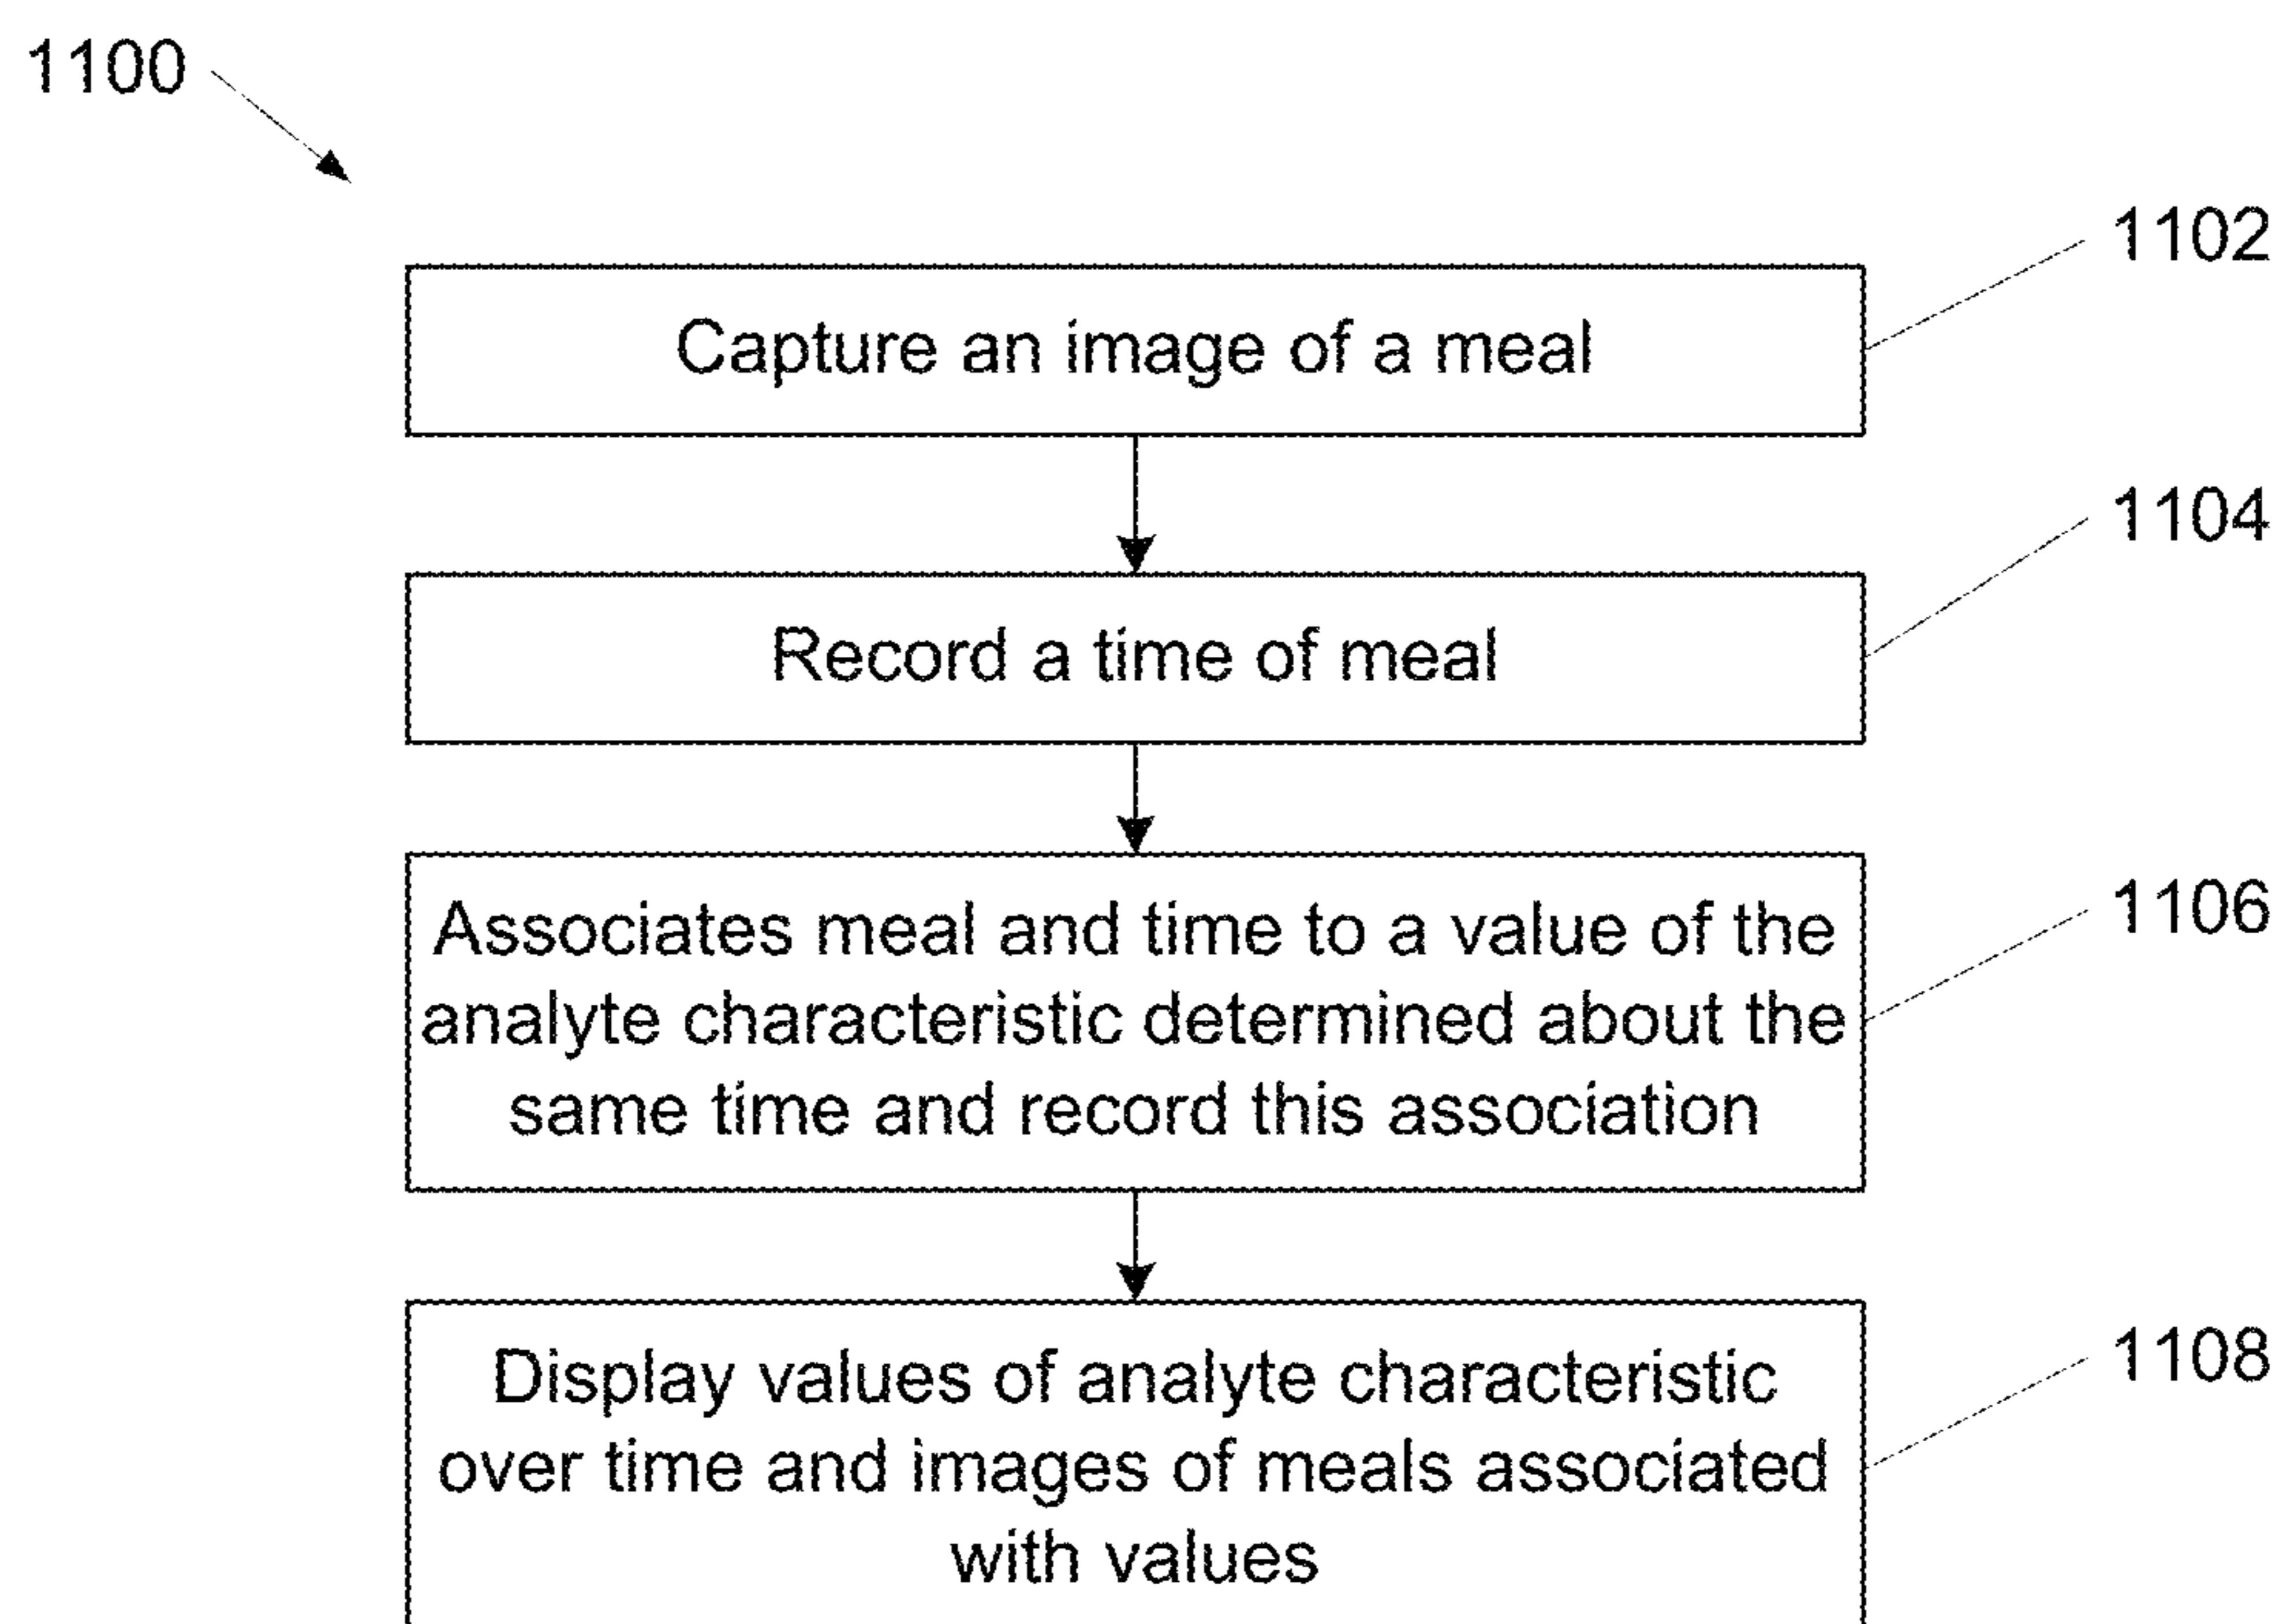 1100
1102
Capture an image of a meal
1104
Record a time of meal
1106
Associates meal and time to a value of the
analyte characteristic determined about the
same time and record this association
1108
Display values of analyte characteristic
over time and images of meals associated
with values